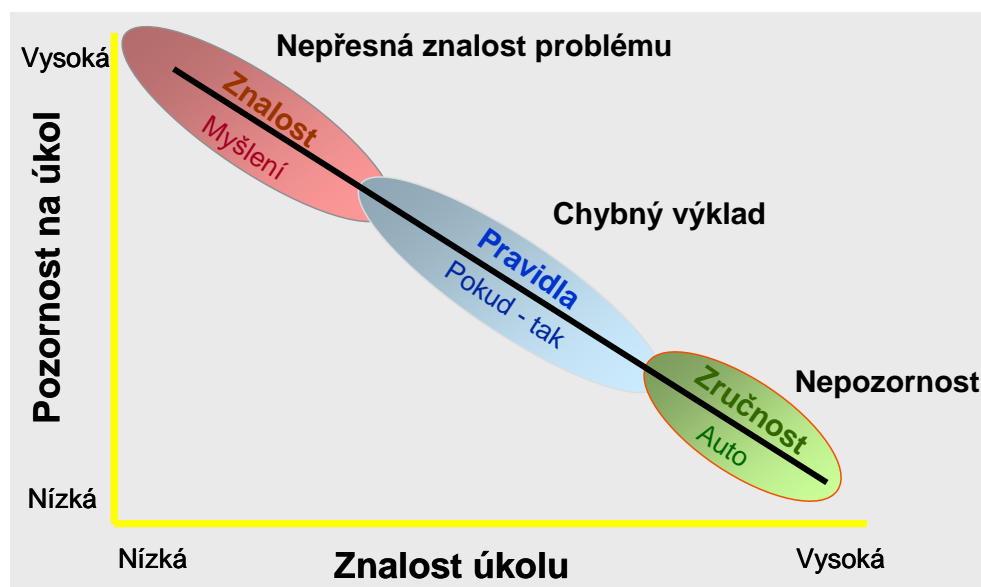 Nepřesná znalost problému
Vysoká
Znalost
Myšlení
Pozornost na úkol
Chybný výklad
Pravidla
Pokud - tak
Nepozornost
Zručnost
Auto
Nízká
Nízká
Znalost úkolu
Vysoká